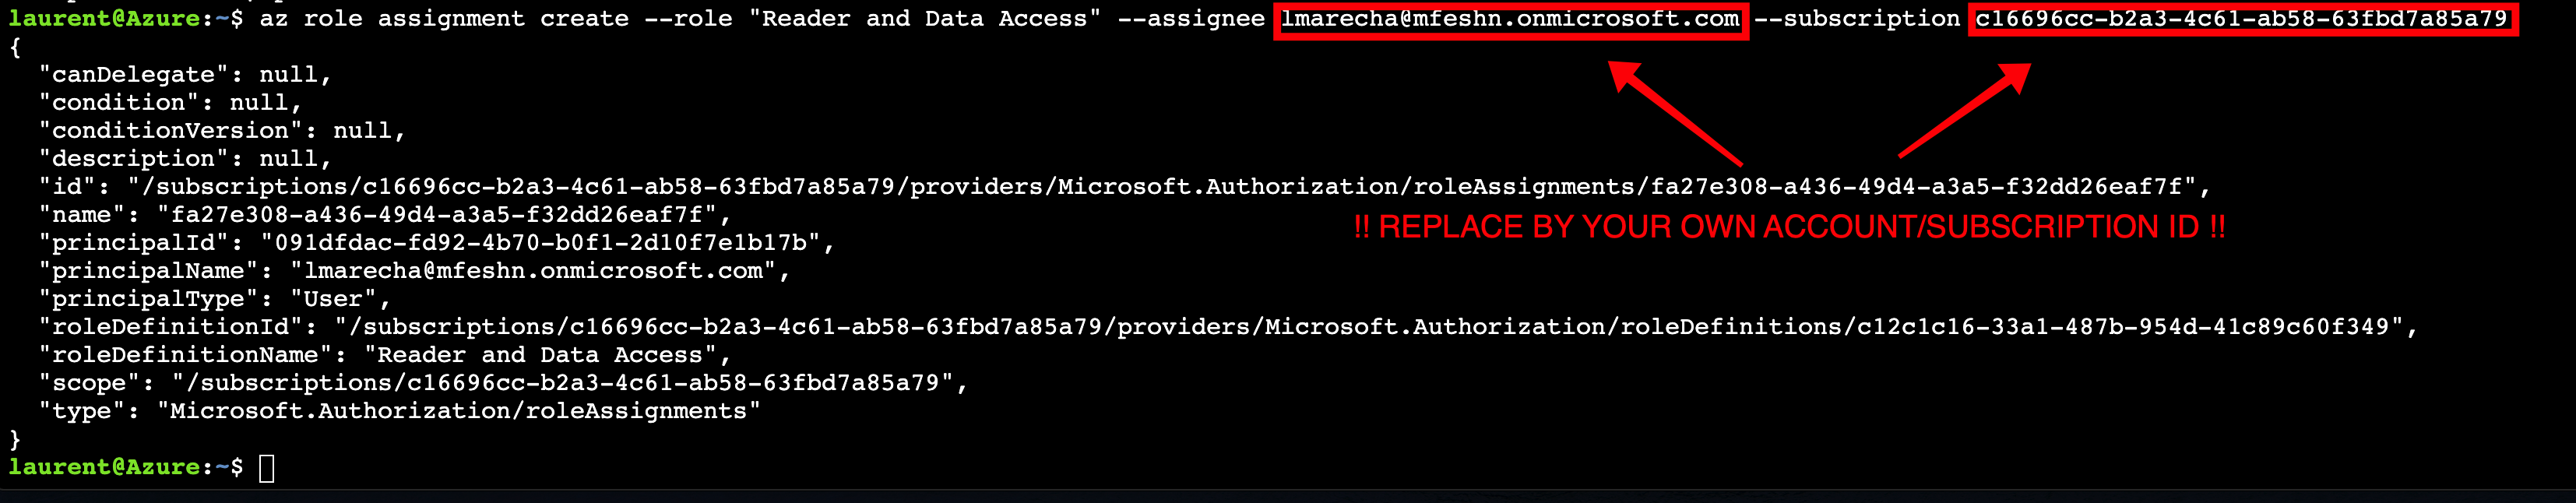 laurent@Azure:~$ az role assignment create --role "Reader and Data Access" --assignee lmarecha@mfeshn.onmicrosoft.com --subscription c16696cc-b2a3-4c61-ab58-63fbd7a85a79
{
  "canDelegate": null,
  "condition": null,
  "conditionVersion": null,
  "description": null,
  "id": "/subscriptions/c16696cc-b2a3-4c61-ab58-63fbd7a85a79/providers/Microsoft.Authorization/roleAssignments/fa27e308-a436-49d4-a3a5-f32dd26eaf7f",
  "name": "fa27e308-a436-49d4-a3a5-f32dd26eaf7f",
!! REPLACE BY YOUR OWN ACCOUNT/SUBSCRIPTION ID !!
  "principalId": "091dfdac-fd92-4b70-b0f1-2d10f7e1b17b",
  "principalName": "lmarecha@mfeshn.onmicrosoft.com",
  "principalType": "User",
  "roleDefinitionId": "/subscriptions/c16696cc-b2a3-4c61-ab58-63fbd7a85a79/providers/Microsoft.Authorization/roleDefinitions/c12c1c16-33a1-487b-954d-41c89c60f349",
  "roleDefinitionName": "Reader and Data Access",
  "scope": "/subscriptions/c16696cc-b2a3-4c61-ab58-63fbd7a85a79",
  "type": "Microsoft.Authorization/roleAssignments"
}
laurent@Azure:~$